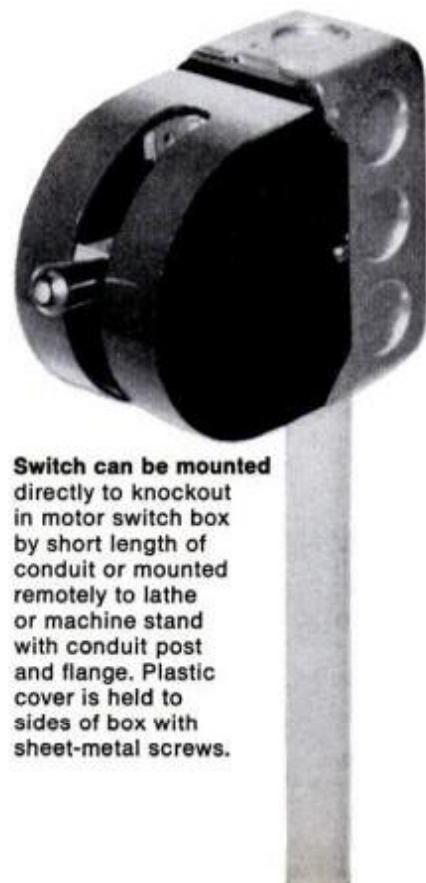 Switch can be mounted
directly to knockout
in motor switch box
by short length of
conduit or mounted
remotely to lathe
or machine stand
with conduit post
and flange. Plastic
cover is held to
sides of box with
sheet-metal screws.